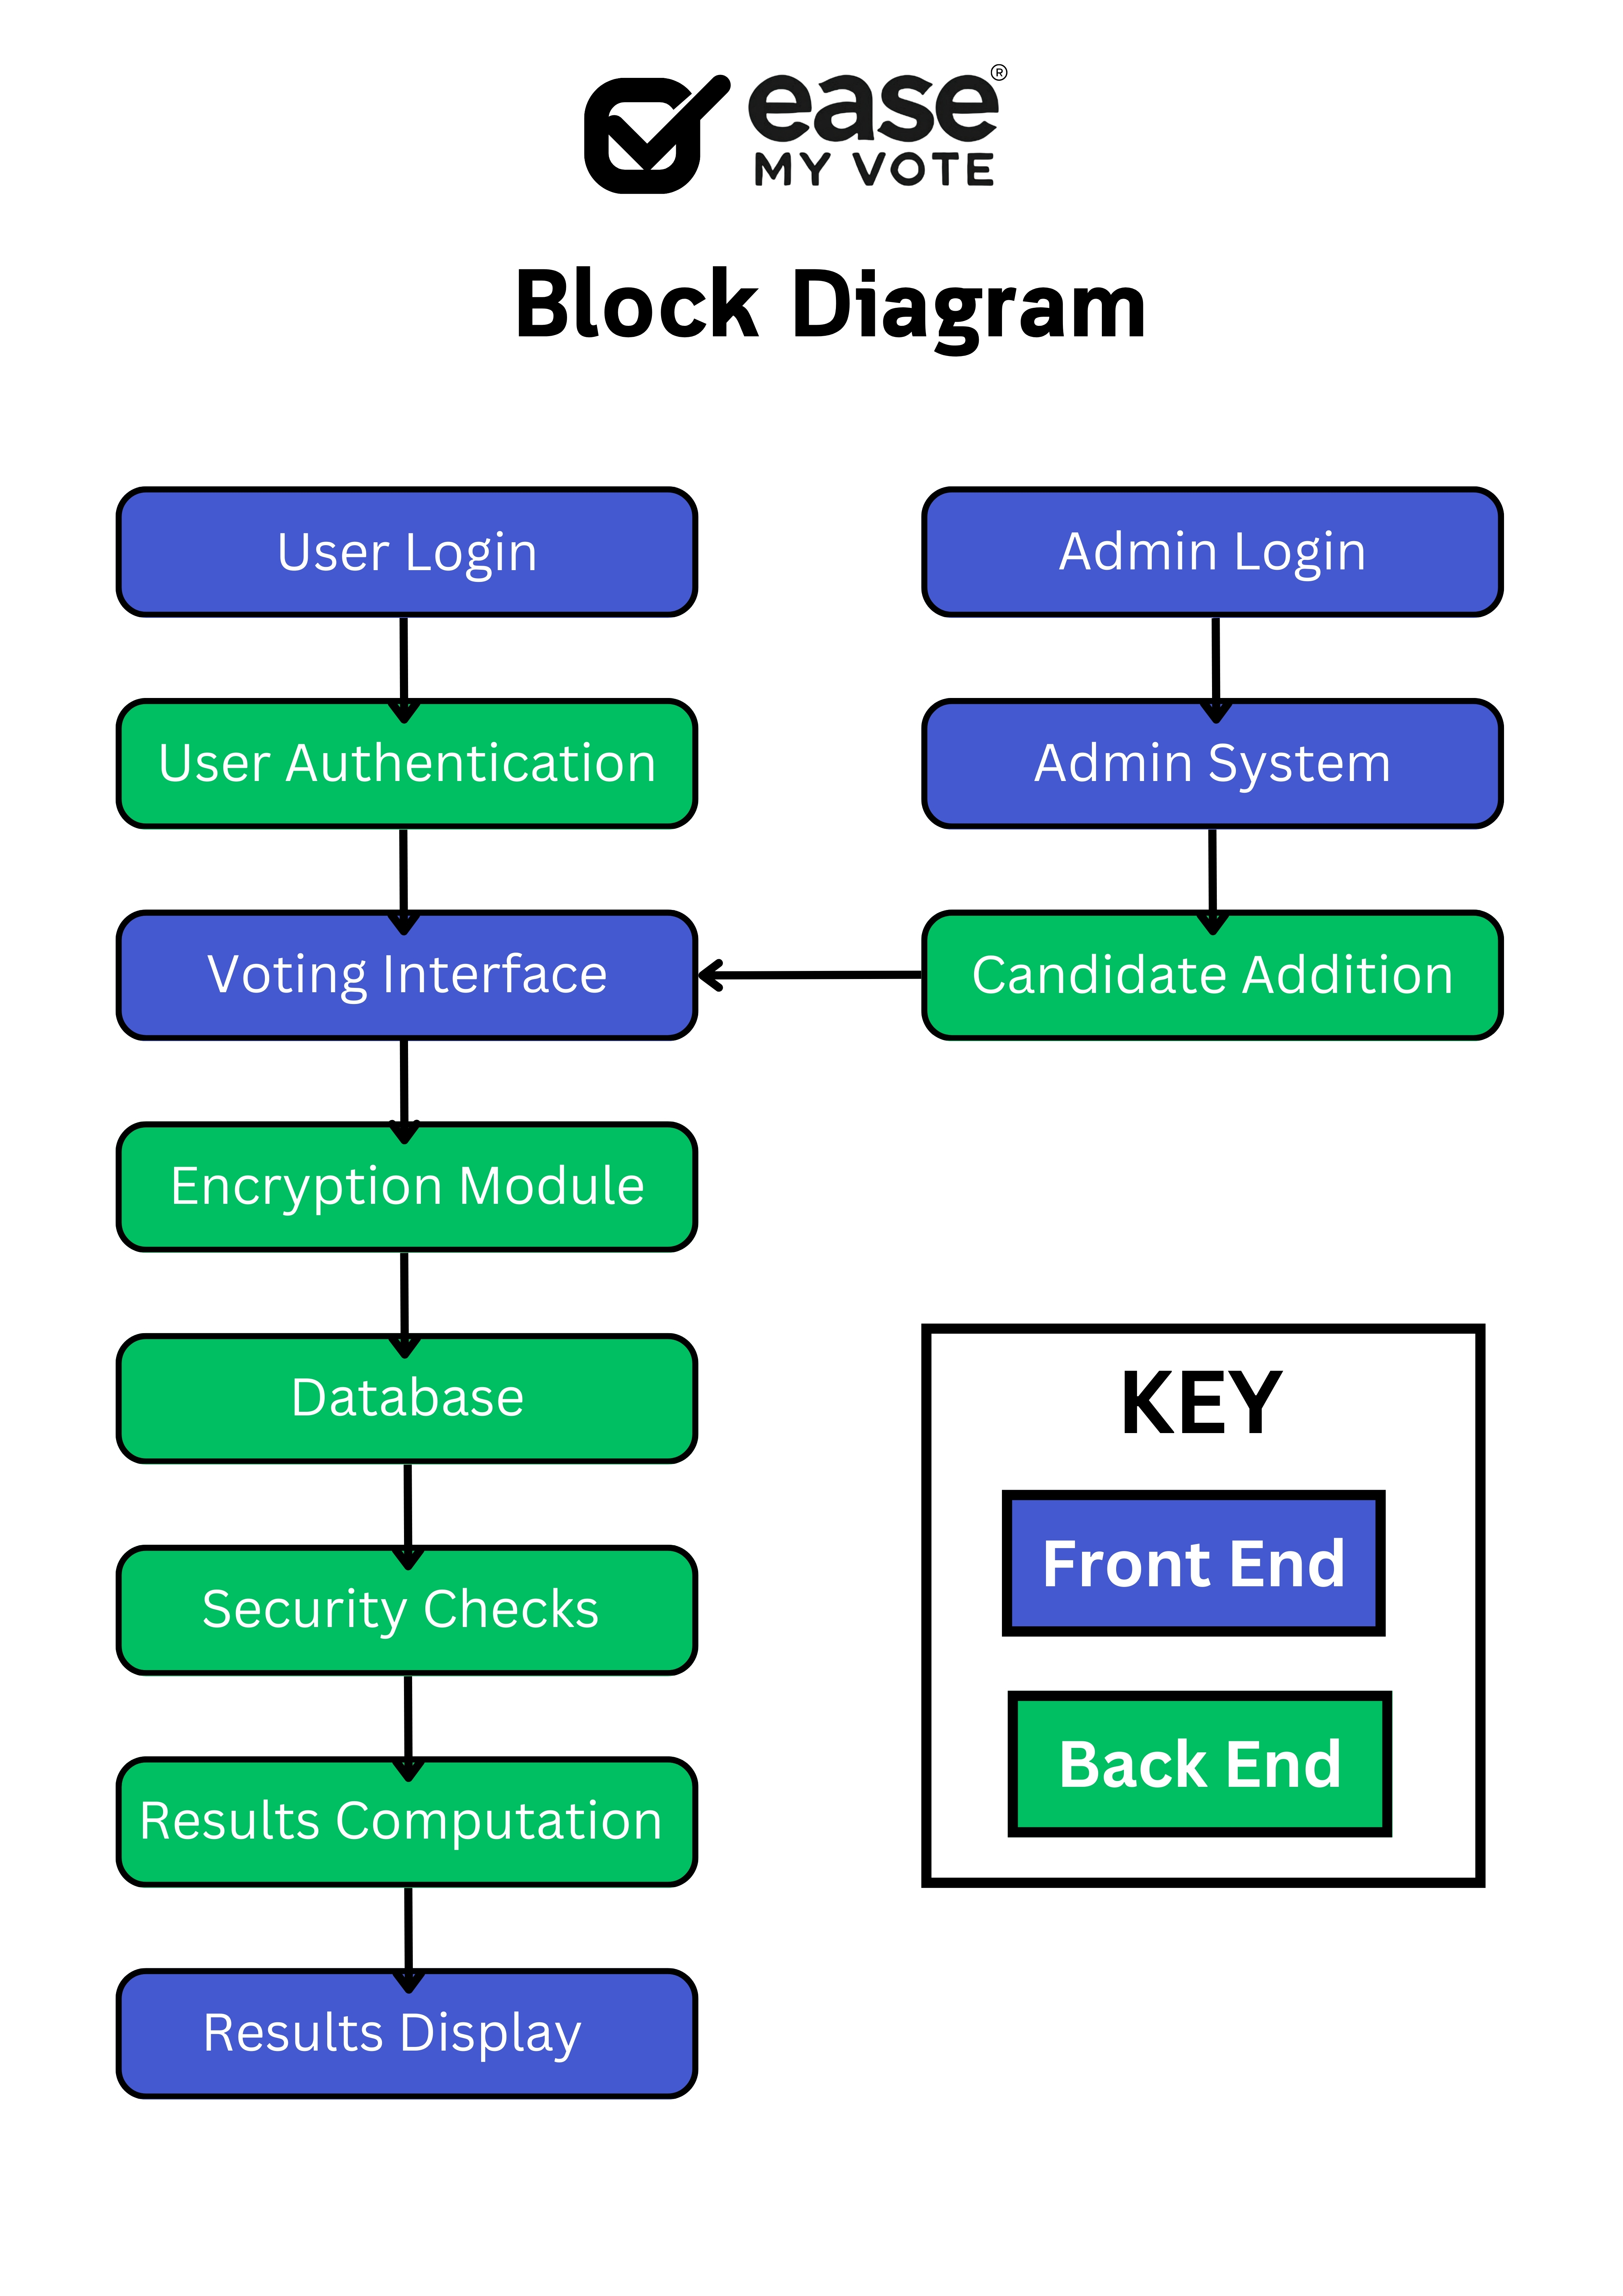 ease®
MY VOTE
Block Diagram
User Login
Admin Login
User Authentication
Admin System
Voting Interface
Candidate Addition
Encryption Module
Database
Security Checks
Results Computation
Results Display
KEY
Front End
Back End